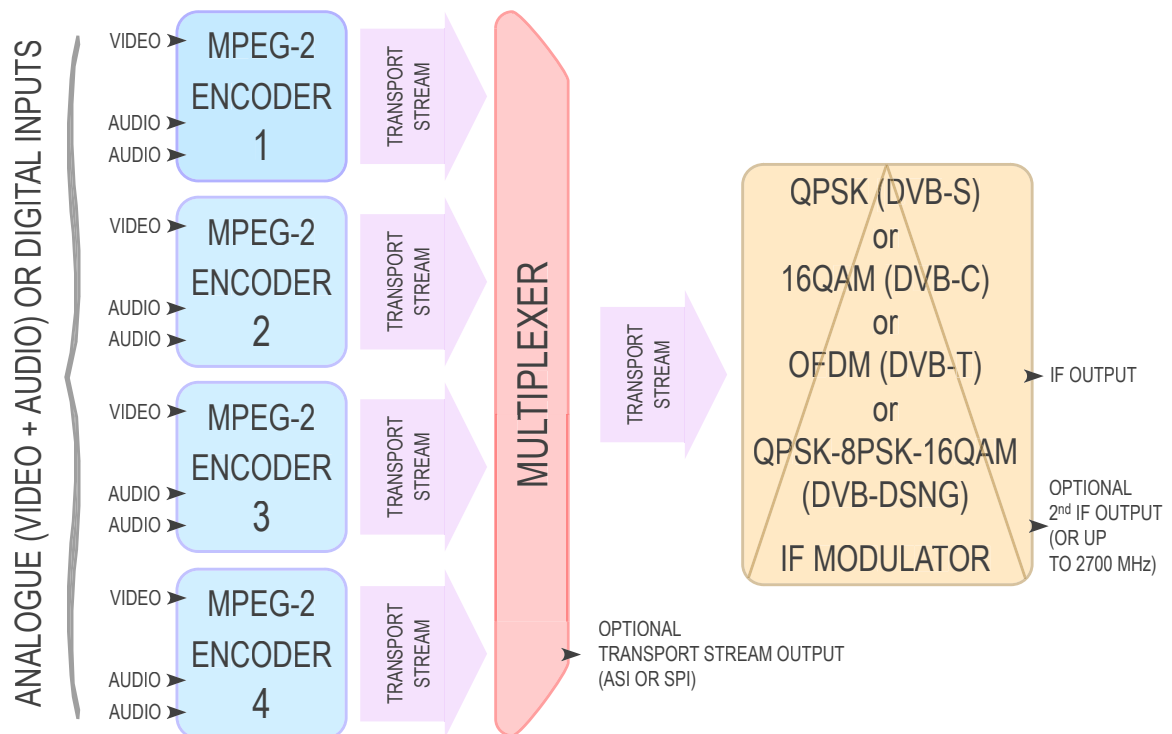 ANALOGUE (VIDEO + AUDIO) OR DIGITAL INPUTS
VIDEO
AUDIO
AUDIO
MPEG-2
ENCODER
1
TRANSPORT
STREAM
VIDEO
AUDIO
AUDIO
MPEG-2
ENCODER
2
TRANSPORT
STREAM
VIDEO
AUDIO
AUDIO
MPEG-2
ENCODER
3
TRANSPORT
STREAM
VIDEO
AUDIO
AUDIO
MPEG-2
ENCODER
4
TRANSPORT
STREAM
MULTIPLEXER
OPTIONAL
TRANSPORT STREAM OUTPUT
(ASI OR SPI)
TRANSPORT
STREAM
QPSK (DVB-S)
or
16QAM (DVB-C)
or
OFDM (DVB-T)
or
QPSK-8PSK-16QAM
(DVB-DSNG)
IF MODULATOR
IF OUTPUT
OPTIONAL
2nd IF OUTPUT
(OR UP
TO 2700 MHz)